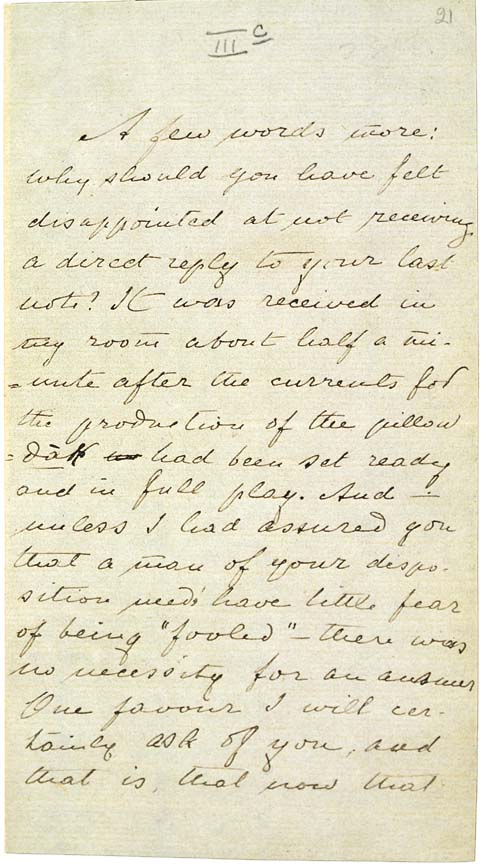 21
III C
A few words more:
why should you have felt
disappointed at not receiving
a direct reply to your last
note? It was received in
my room about half a mi-
=nute after the currents for
the production of the pillow
=dâk had been set ready
and in full play. And —
unless I had assured you
that a man of your dispo-
sition need have little fear
of being "fooled" — there was
no necessity for an answer
One favour I will cer-
tainly ask of you, and
that is, that now that